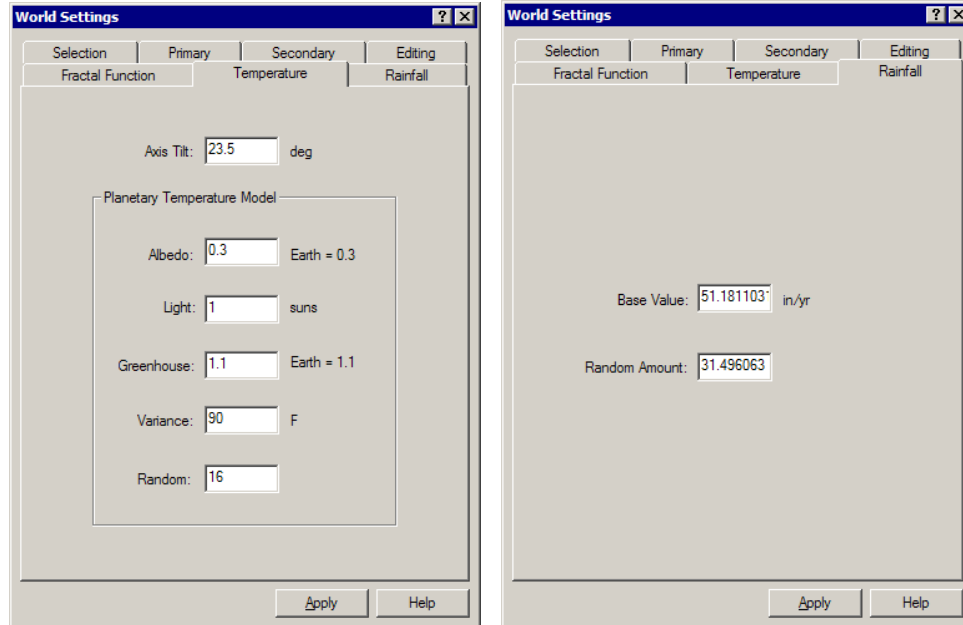 World Settings
Selection Primary Secondary Editing
Fractal Function Temperature Rainfall
Axis Tilt: 23.5 deg
Planetary Temperature Model
Albedo: 0.3 Earth = 0.3
Light: 1 suns
Greenhouse: 1.1 Earth = 1.1
Variance: 90 F
Random: 16
Apply Help
World Settings
Selection Primary Secondary Editing
Fractal Function Temperature Rainfall
Base Value: 51.1811031 in/yr
Random Amount: 31.496063
Apply Help